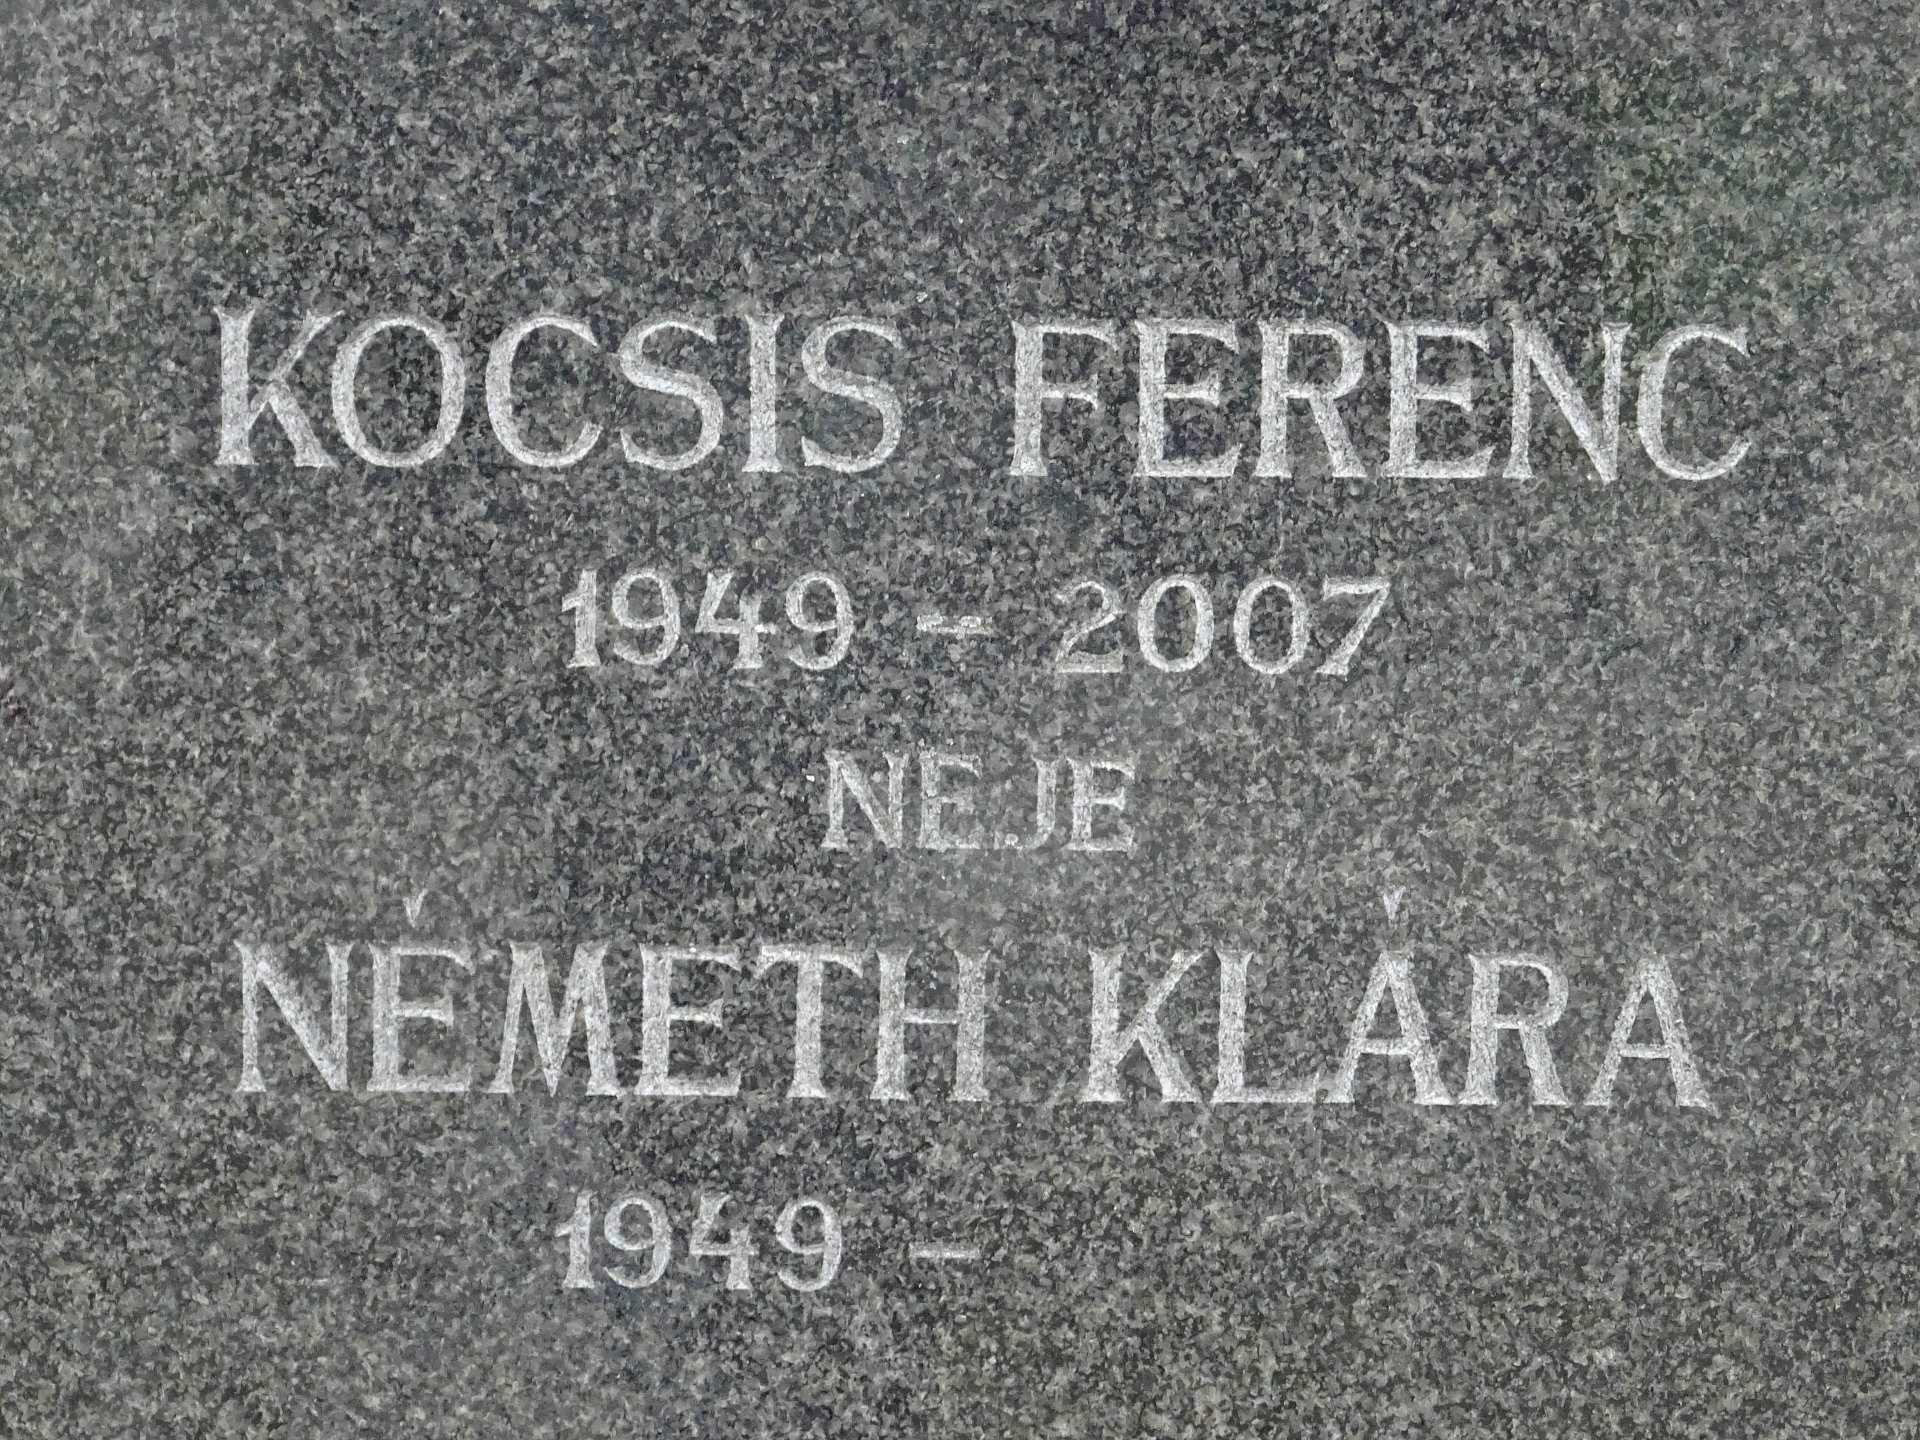 KOCSIS FERENC
1949 - 2007
NEJE
NÉMETH KLÁRA
1949 -